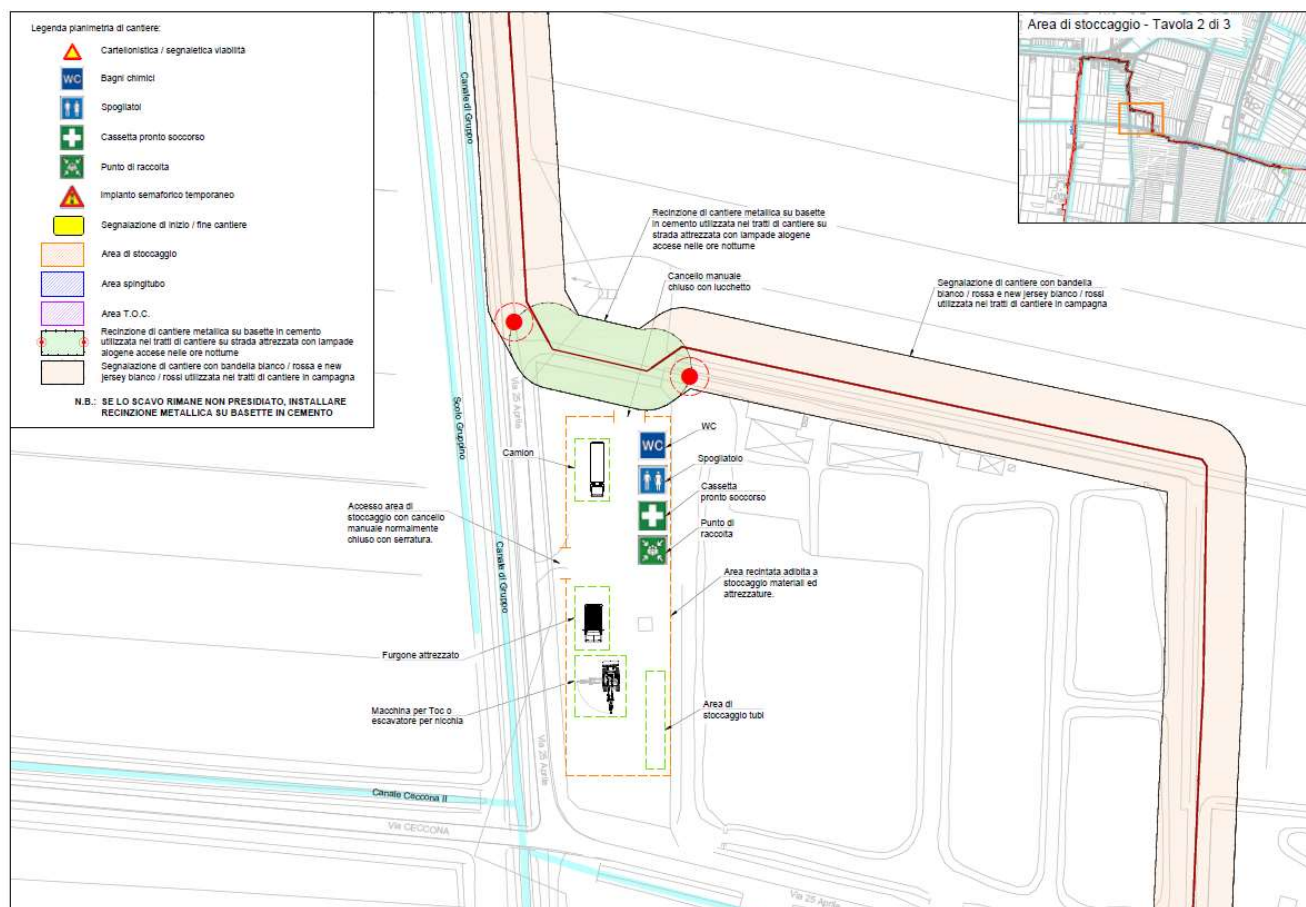 Legenda planimetria di cantiere:
Cartellonistica / segnaletica viabilità
WC
Bagni chimici
Spogliatoi
Cassetta pronto soccorso
Punto di raccolta
Impianto semaforico temporaneo
Segnalazione di inizio / fine cantiere
Area di stoccaggio
Area spingitubo
Area T.O.C.
Recinzione di cantiere metallica su basette in cemento
utilizzata nei tratti di cantiere su strada attrezzata con lampade
alogene accese nelle ore notturne
Segnalazione di cantiere con bandella bianco / rossa e new
jersey bianco / rossi utilizzata nei tratti di cantiere in campagna
N.B.: SE LO SCAVO RIMANE NON PRESIDIATO, INSTALLARE
RECINZIONE METALLICA SU BASETTE IN CEMENTO
Area di stoccaggio - Tavola 2 di 3
Canale di Gruppo
Recinzione di cantiere metallica su basette
in cemento utilizzata nei tratti di cantiere su
strada attrezzata con lampade alogene
accese nelle ore notturne
Cancello manuale
chiuso con lucchetto
Segnalazione di cantiere con bandella
bianco / rossa e new jersey bianco / rossi
utilizzata nei tratti di cantiere in campagna
Scolo Gruppino
Via 25 Aprile
WC
WC
Camion
Spogliatoio
Cassetta
pronto soccorso
Punto di
raccolta
Accesso area di
stoccaggio con cancello
manuale normalmente
chiuso con serratura.
Canale di Gruppo
Area recintata adibita a
stoccaggio materiali ed
attrezzature.
Furgone attrezzato
Macchina per Toc o
escavatore per nicchia
Area di
stoccaggio tubi
Via 25 Aprile
Canale Ceccona II
Via CECCONA
Via 25 Aprile